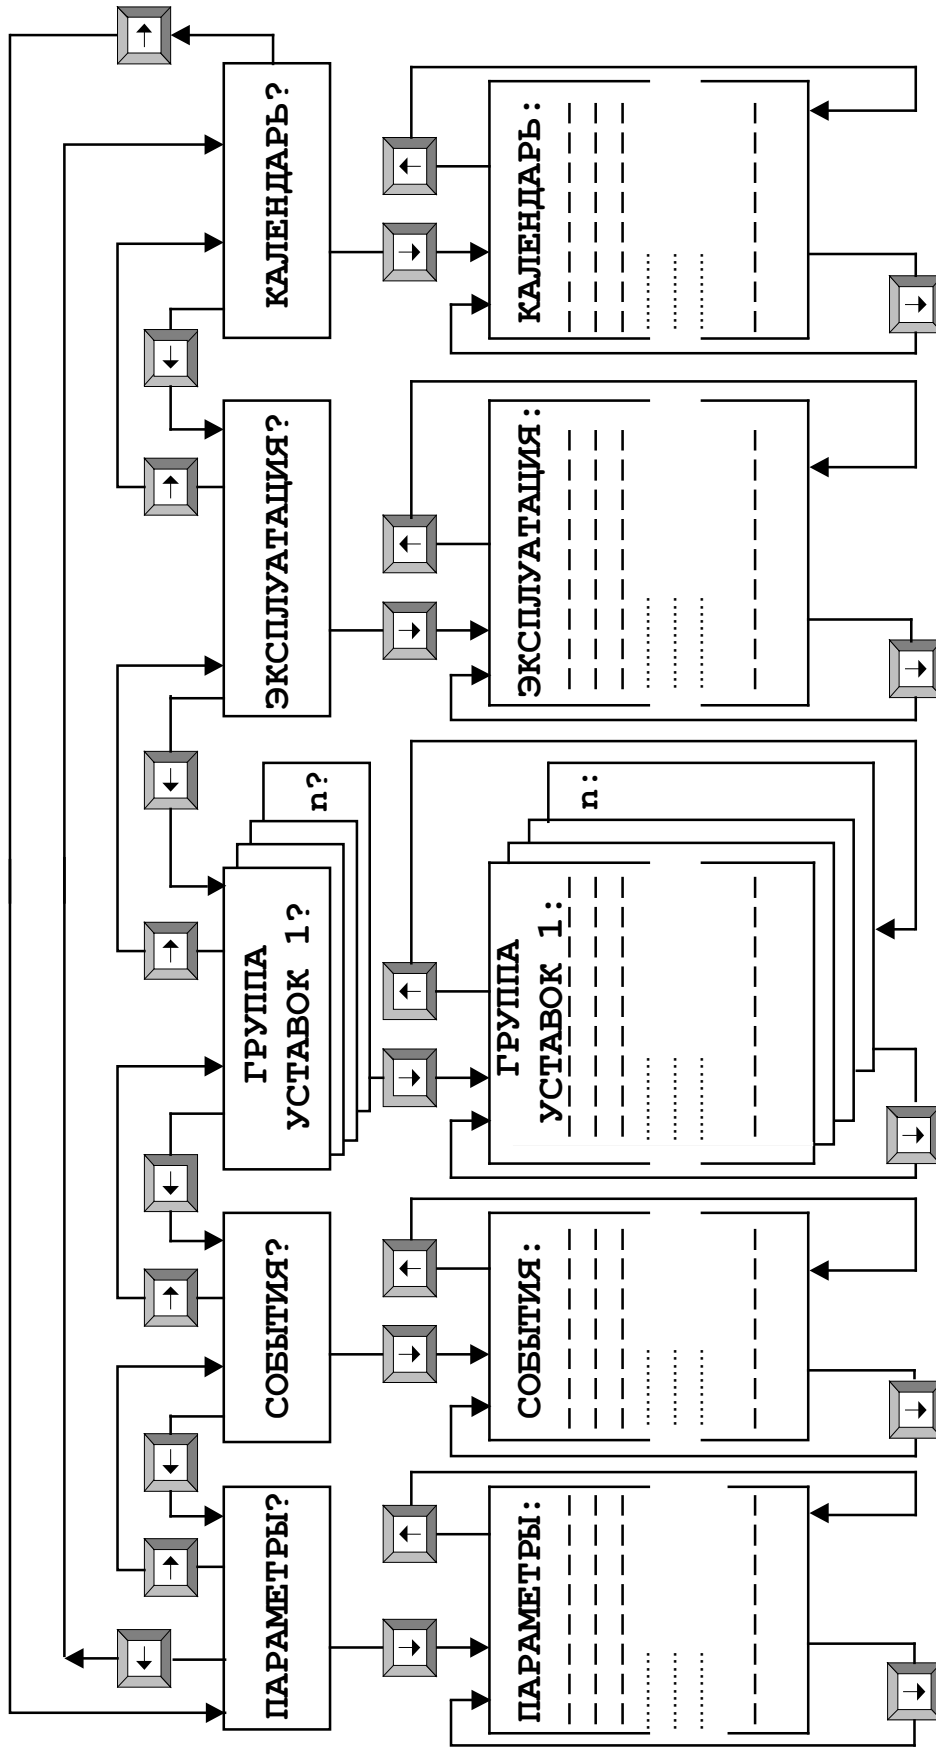 ПАРАМЕТРЫ?
СОБЫТИЯ?
ГРУППА
УСТАВОК 1?
n?
ЭКСПЛУАТАЦИЯ?
КАЛЕНДАРЬ?
ПАРАМЕТРЫ:
СОБЫТИЯ:
ГРУППА
УСТАВОК 1:
n:
ЭКСПЛУАТАЦИЯ:
КАЛЕНДАРЬ: